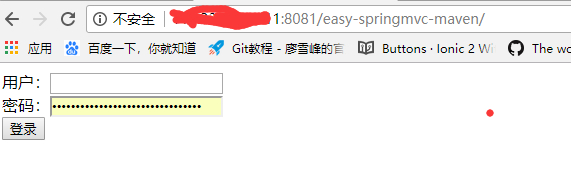 不安全 1:8081/easy-springmvc-maven/
应用 百度一下，你就知道 Git教程 - 廖雪峰的官 Buttons · Ionic 2 Wi The wo
用户：
密码：••••••••••••••••••••••••••••••••
登录